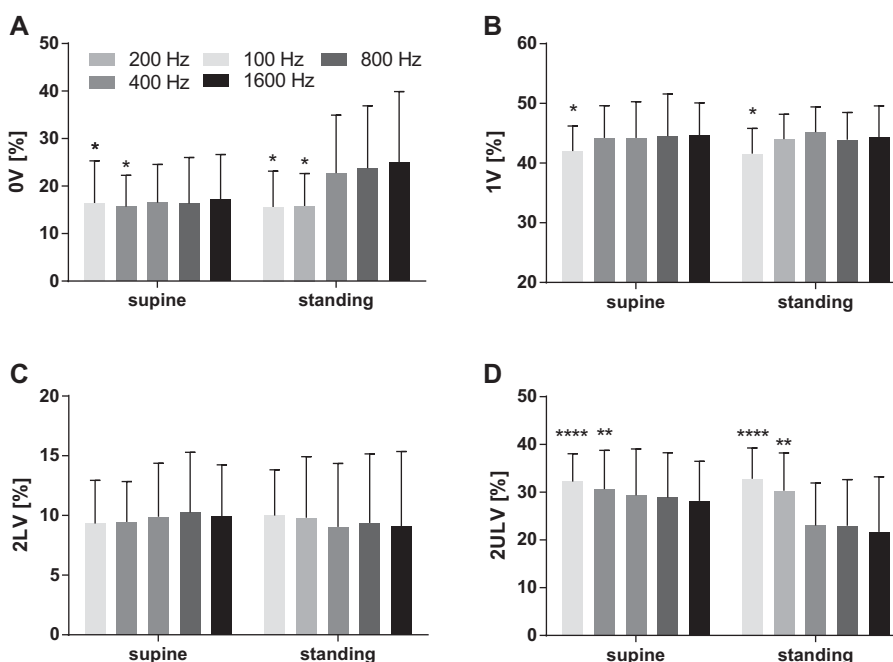 A
50
40
30
20
10
0
0V [%]
200 Hz 100 Hz 800 Hz
400 Hz 1600 Hz
* * * *
supine standing
B
60
50
40
30
20
1V [%]
* *
supine standing
C
20
15
10
5
0
2LV [%]
supine standing
D
50
40
30
20
10
0
2ULV [%]
**** ** **** **
supine standing